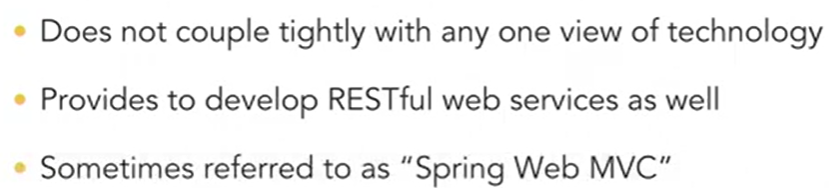 • Does not couple tightly with any one view of technology
• Provides to develop RESTful web services as well
• Sometimes referred to as “Spring Web MVC”